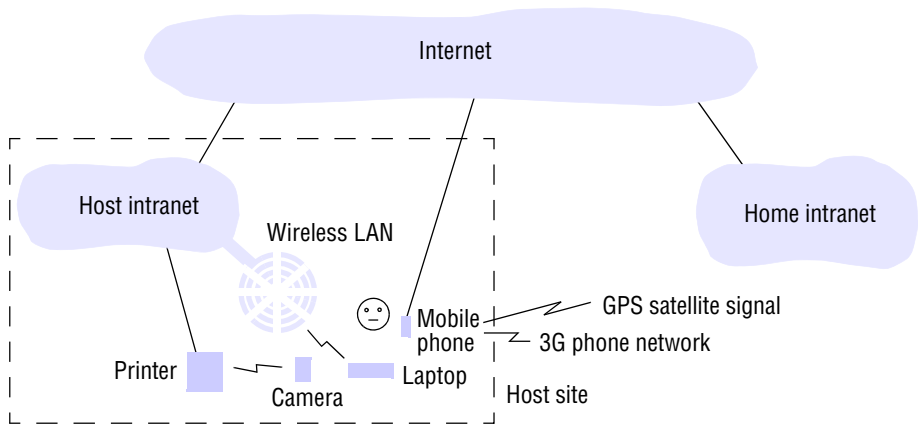 Internet
Host intranet
Wireless LAN
Home intranet
GPS satellite signal
Mobile
phone
3G phone network
Printer
Camera
Laptop
Host site